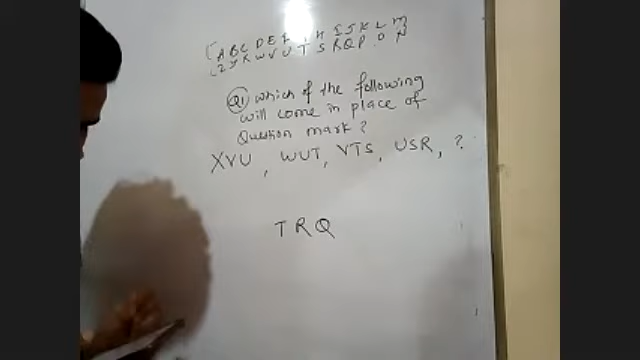 A B C D E F H I J K L M
Z Y X W V U T S R Q P O N
Q1 Which of the following
will come in place of
Question mark?
XVU, WUT, VTS, USR, ?
TRQ